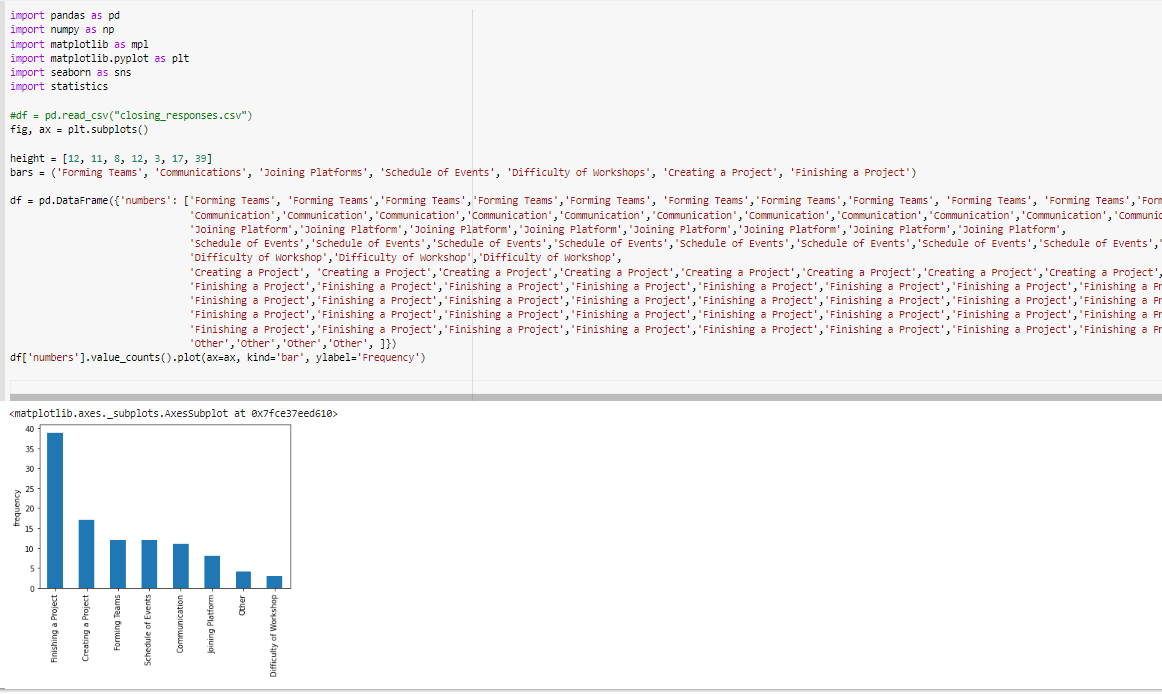 import pandas as pd
import numpy as np
import matplotlib as mpl
import matplotlib.pyplot as plt
import seaborn as sns
import statistics
#df = pd.read_csv("closing_responses.csv")
fig, ax = plt.subplots()
height = [12, 11, 8, 12, 3, 17, 39]
bars = ('Forming Teams', 'Communications', 'Joining Platforms', 'Schedule of Events', 'Difficulty of Workshops', 'Creating a Project', 'Finishing a Project')
df = pd.DataFrame({'numbers': ['Forming Teams', 'Forming Teams','Forming Teams','Forming Teams','Forming Teams', 'Forming Teams','Forming Teams','Forming Teams', 'Forming Teams', 'Forming Teams','Form
'Communication','Communication','Communication','Communication','Communication','Communication','Communication','Communication','Communication','Communication','Communic
'Joining Platform','Joining Platform','Joining Platform','Joining Platform','Joining Platform','Joining Platform','Joining Platform','Joining Platform',
'Schedule of Events','Schedule of Events','Schedule of Events','Schedule of Events','Schedule of Events','Schedule of Events','Schedule of Events','Schedule of Events','
'Difficulty of Workshop','Difficulty of Workshop','Difficulty of Workshop',
'Creating a Project', 'Creating a Project','Creating a Project','Creating a Project','Creating a Project','Creating a Project','Creating a Project','Creating a Project',
'Finishing a Project','Finishing a Project','Finishing a Project','Finishing a Project','Finishing a Project','Finishing a Project','Finishing a Project','Finishing a Pr
'Finishing a Project','Finishing a Project','Finishing a Project','Finishing a Project','Finishing a Project','Finishing a Project','Finishing a Project','Finishing a Pr
'Finishing a Project','Finishing a Project','Finishing a Project','Finishing a Project','Finishing a Project','Finishing a Project','Finishing a Project','Finishing a Pr
'Finishing a Project','Finishing a Project','Finishing a Project','Finishing a Project','Finishing a Project','Finishing a Project','Finishing a Project','Finishing a Pr
'Other','Other','Other','Other', ]})
df['numbers'].value_counts().plot(ax=ax, kind='bar', ylabel='Frequency')
<matplotlib.axes._subplots.AxesSubplot at 0x7fce37eed610>
40
35
30
25
20
15
10
5
0
frequency
Finishing a Project
Creating a Project
Forming Teams
Schedule of Events
Communication
Joining Platform
Other
Difficulty of Workshop